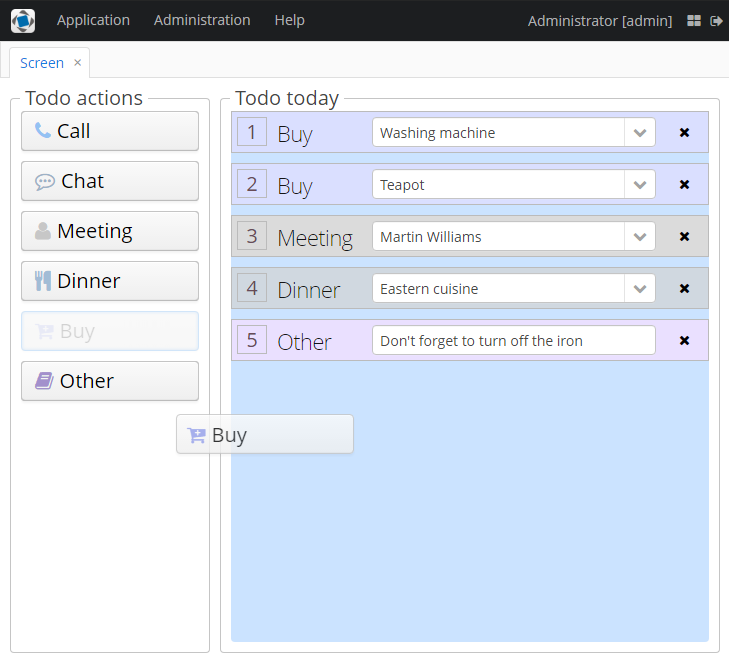 Application Administration Help Administrator [admin]
Screen ×
Todo actions
Call
Chat
Meeting
Dinner
Buy
Other
Buy
Todo today
1 Buy Washing machine
2 Buy Teapot
3 Meeting Martin Williams
4 Dinner Eastern cuisine
5 Other Don't forget to turn off the iron